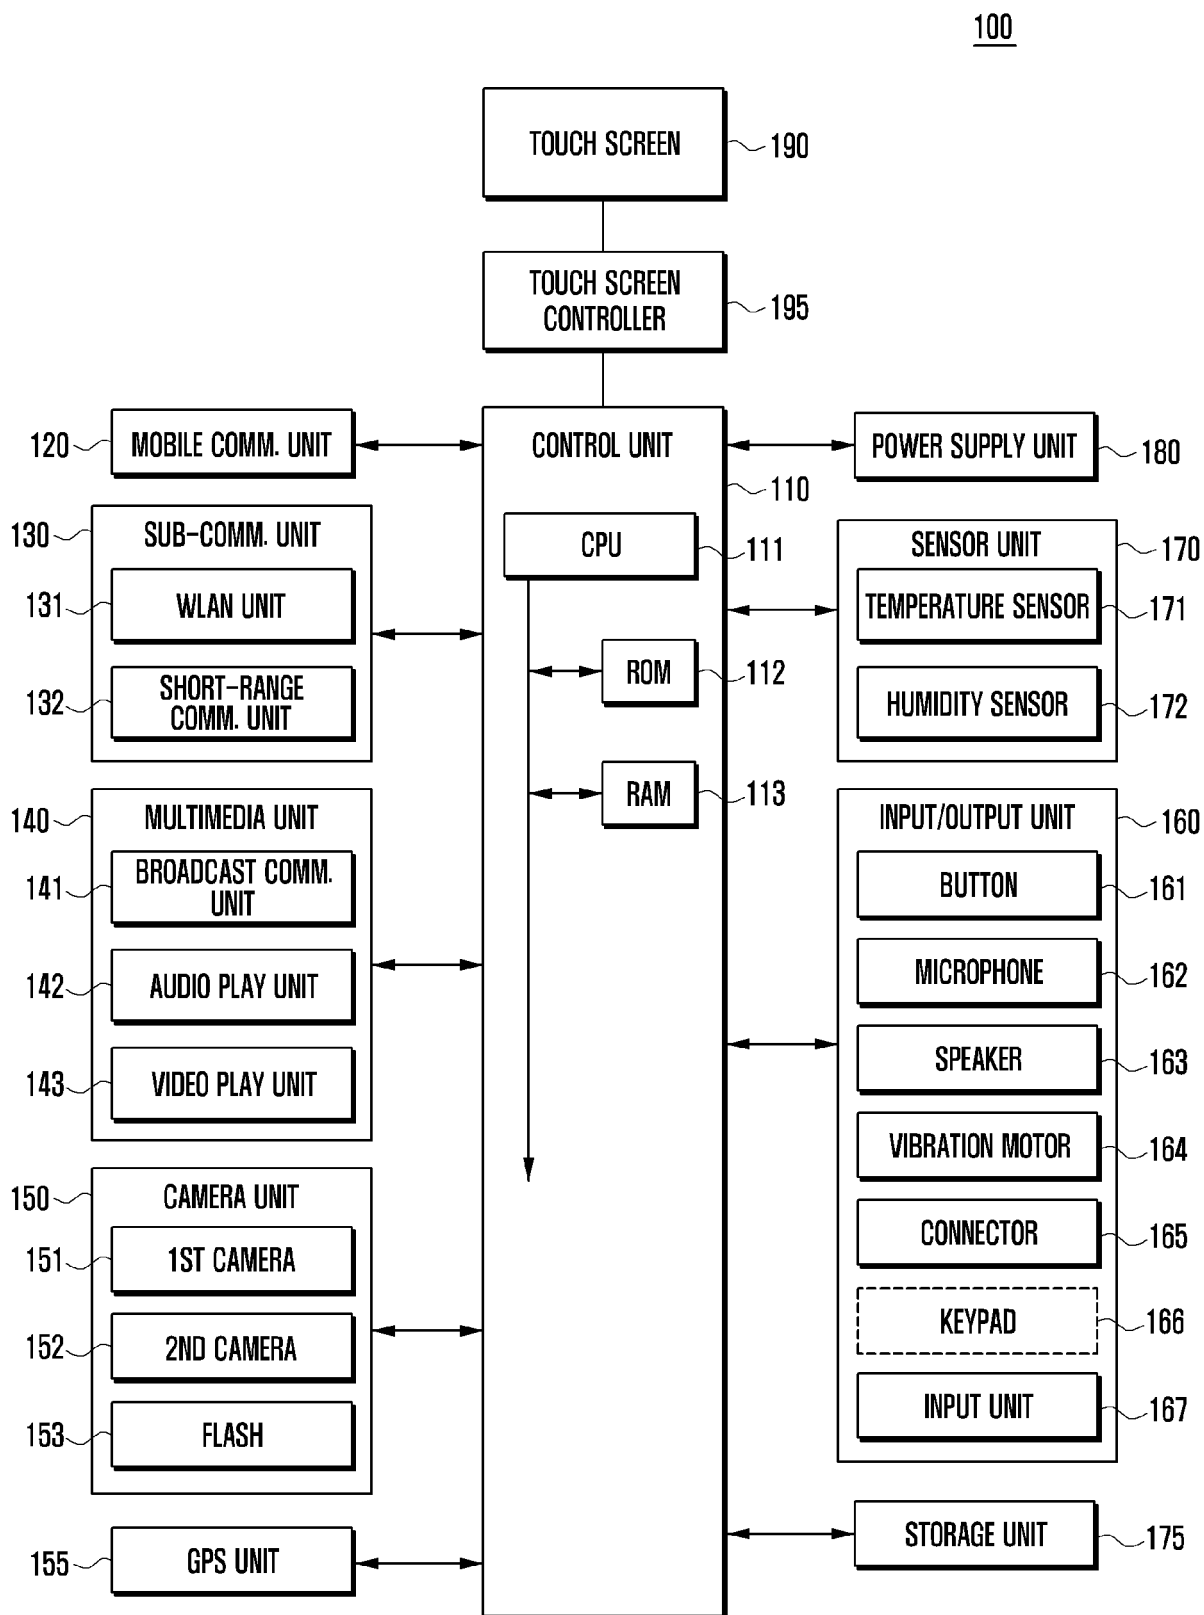 100
TOUCH SCREEN
190
TOUCH SCREEN
CONTROLLER
195
120
MOBILE COMM. UNIT
CONTROL UNIT
110
POWER SUPPLY UNIT
180
130
SUB-COMM. UNIT
131
WLAN UNIT
132
SHORT-RANGE
COMM. UNIT
CPU
111
ROM
112
RAM
113
SENSOR UNIT
170
TEMPERATURE SENSOR
171
HUMIDITY SENSOR
172
140
MULTIMEDIA UNIT
141
BROADCAST COMM.
UNIT
142
AUDIO PLAY UNIT
143
VIDEO PLAY UNIT
INPUT/OUTPUT UNIT
160
BUTTON
161
MICROPHONE
162
SPEAKER
163
VIBRATION MOTOR
164
CONNECTOR
165
KEYPAD
166
INPUT UNIT
167
150
CAMERA UNIT
151
1ST CAMERA
152
2ND CAMERA
153
FLASH
155
GPS UNIT
STORAGE UNIT
175